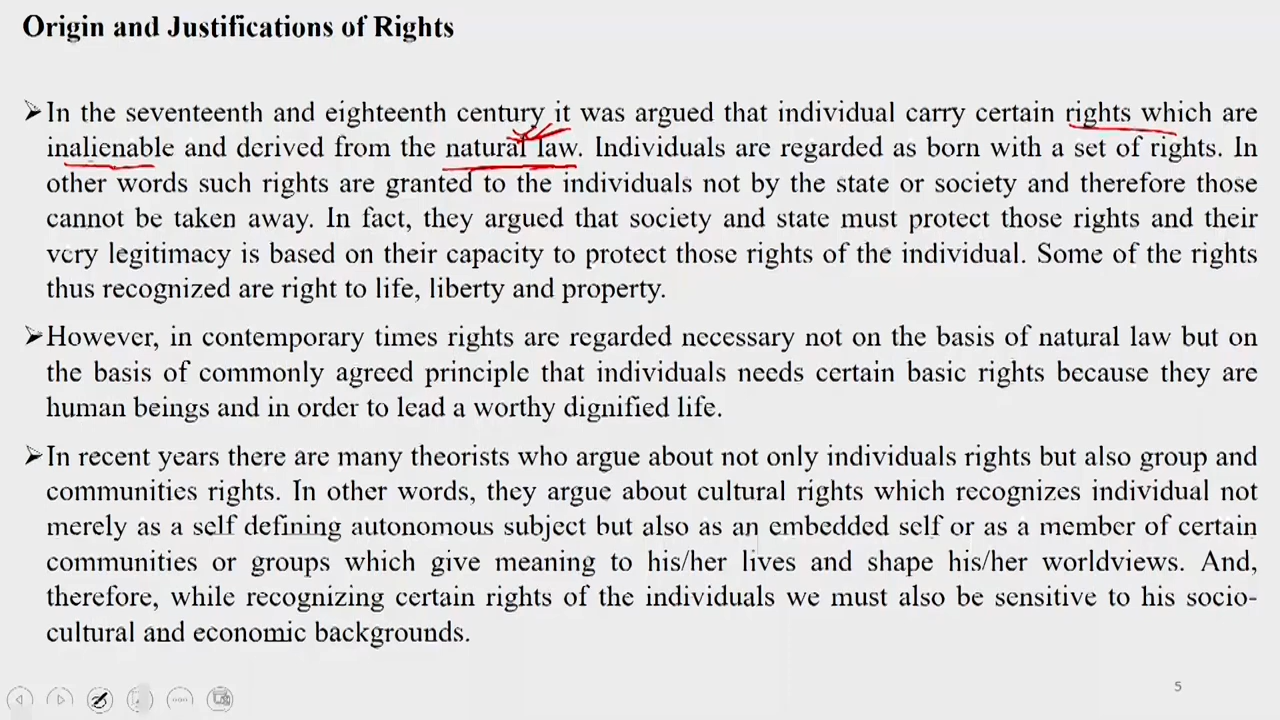 Origin and Justifications of Rights
➢In the seventeenth and eighteenth century it was argued that individual carry certain rights which are
inalienable and derived from the natural law. Individuals are regarded as born with a set of rights. In
other words such rights are granted to the individuals not by the state or society and therefore those
cannot be taken away. In fact, they argued that society and state must protect those rights and their
very legitimacy is based on their capacity to protect those rights of the individual. Some of the rights
thus recognized are right to life, liberty and property.
➢However, in contemporary times rights are regarded necessary not on the basis of natural law but on
the basis of commonly agreed principle that individuals needs certain basic rights because they are
human beings and in order to lead a worthy dignified life.
➢In recent years there are many theorists who argue about not only individuals rights but also group and
communities rights. In other words, they argue about cultural rights which recognizes individual not
merely as a self defining autonomous subject but also as an embedded self or as a member of certain
communities or groups which give meaning to his/her lives and shape his/her worldviews. And,
therefore, while recognizing certain rights of the individuals we must also be sensitive to his socio-
cultural and economic backgrounds.
5